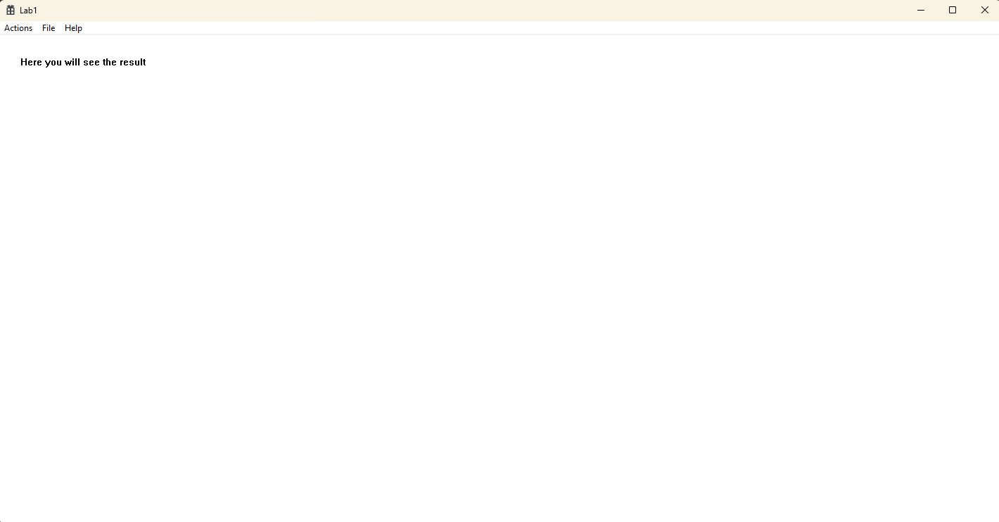 Lab1
Actions File Help
Here you will see the result